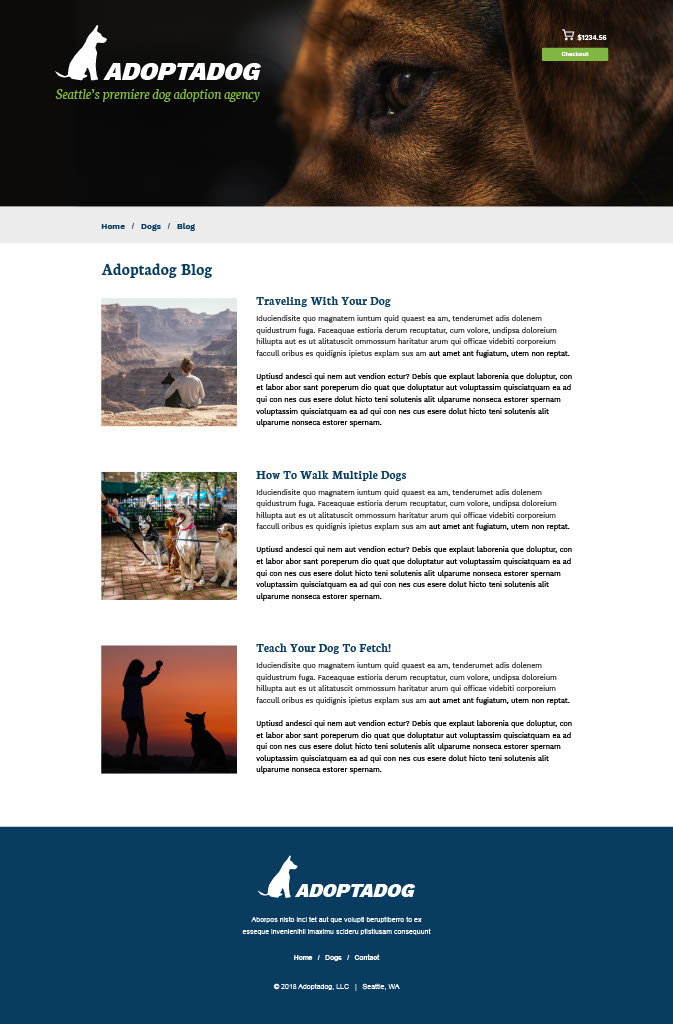 ADOPTADOG
Seattle's premiere dog adoption agency
$1234.56
Checkout
Home / Dogs / Blog
Adoptadog Blog
Traveling With Your Dog
Iduciendisite quo magnatem iuntum quid quaest ea am, tenderumet adis dolenem
quidustrum fuga. Faceaquae estioria derum recuptatur, cum volore, undipsa doloreium
hillupta aut es ut alitatuscit ommossum haritatur arum qui officae videbiti corporeium
faccull oribus es quidignis ipietus explam sus am aut amet ant fugiatum, utem non reptat.
Uptiusd andesci qui nem aut vendion ectur? Debis que explaut laborenia que doluptur, con
et labor abor sant poreperum dio quat que doluptatur aut voluptassim quisciatquam ea ad
qui con nes cus esere dolut hicto teni solutenis alit ulparume nonseca estorer spernam
voluptassim quisciatquam ea ad qui con nes cus esere dolut hicto teni solutenis alit
ulparume nonseca estorer spernam.
How To Walk Multiple Dogs
Iduciendisite quo magnatem iuntum quid quaest ea am, tenderumet adis dolenem
quidustrum fuga. Faceaquae estioria derum recuptatur, cum volore, undipsa doloreium
hillupta aut es ut alitatuscit ommossum haritatur arum qui officae videbiti corporeium
faccull oribus es quidignis ipietus explam sus am aut amet ant fugiatum, utem non reptat.
Uptiusd andesci qui nem aut vendion ectur? Debis que explaut laborenia que doluptur, con
et labor abor sant poreperum dio quat que doluptatur aut voluptassim quisciatquam ea ad
qui con nes cus esere dolut hicto teni solutenis alit ulparume nonseca estorer spernam
voluptassim quisciatquam ea ad qui con nes cus esere dolut hicto teni solutenis alit
ulparume nonseca estorer spernam.
Teach Your Dog To Fetch!
Iduciendisite quo magnatem iuntum quid quaest ea am, tenderumet adis dolenem
quidustrum fuga. Faceaquae estioria derum recuptatur, cum volore, undipsa doloreium
hillupta aut es ut alitatuscit ommossum haritatur arum qui officae videbiti corporeium
faccull oribus es quidignis ipietus explam sus am aut amet ant fugiatum, utem non reptat.
Uptiusd andesci qui nem aut vendion ectur? Debis que explaut laborenia que doluptur, con
et labor abor sant poreperum dio quat que doluptatur aut voluptassim quisciatquam ea ad
qui con nes cus esere dolut hicto teni solutenis alit ulparume nonseca estorer spernam
voluptassim quisciatquam ea ad qui con nes cus esere dolut hicto teni solutenis alit
ulparume nonseca estorer spernam.
ADOPTADOG
Aborpos nisto inci tet aut que volupti beruptiberro to ex
esseque invenienihil imaximu scideru ptistiusam consequunt
Home / Dogs / Contact
© 2018 Adoptadog, LLC | Seattle, WA